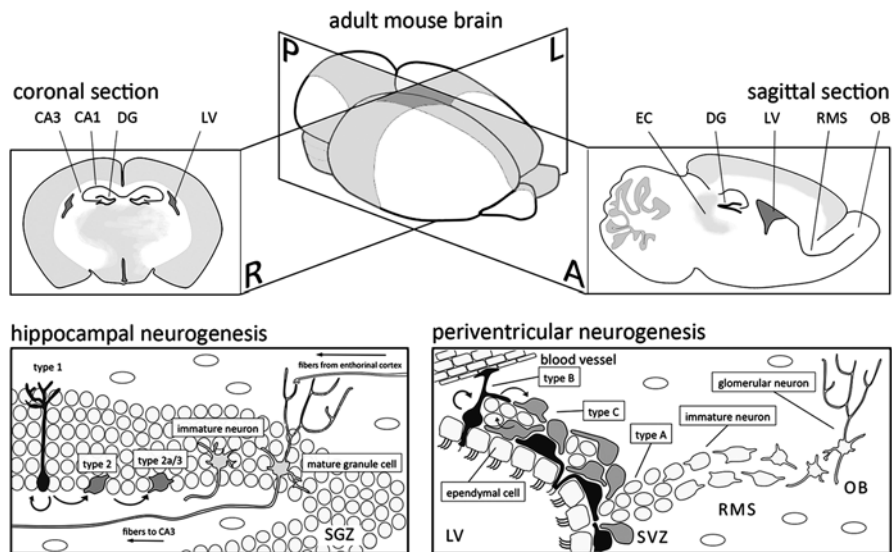 adult mouse brain
P
L
R
A
coronal section
CA3 CA1 DG LV
sagittal section
EC DG LV RMS OB
hippocampal neurogenesis
type 1
fibers from enthorinal cortex
immature neuron
type 2
type 2a/3
mature granule cell
fibers to CA3
SGZ
periventricular neurogenesis
blood vessel
type B
glomerular neuron
type C
immature neuron
type A
ependymal cell
LV
SVZ
RMS
OB